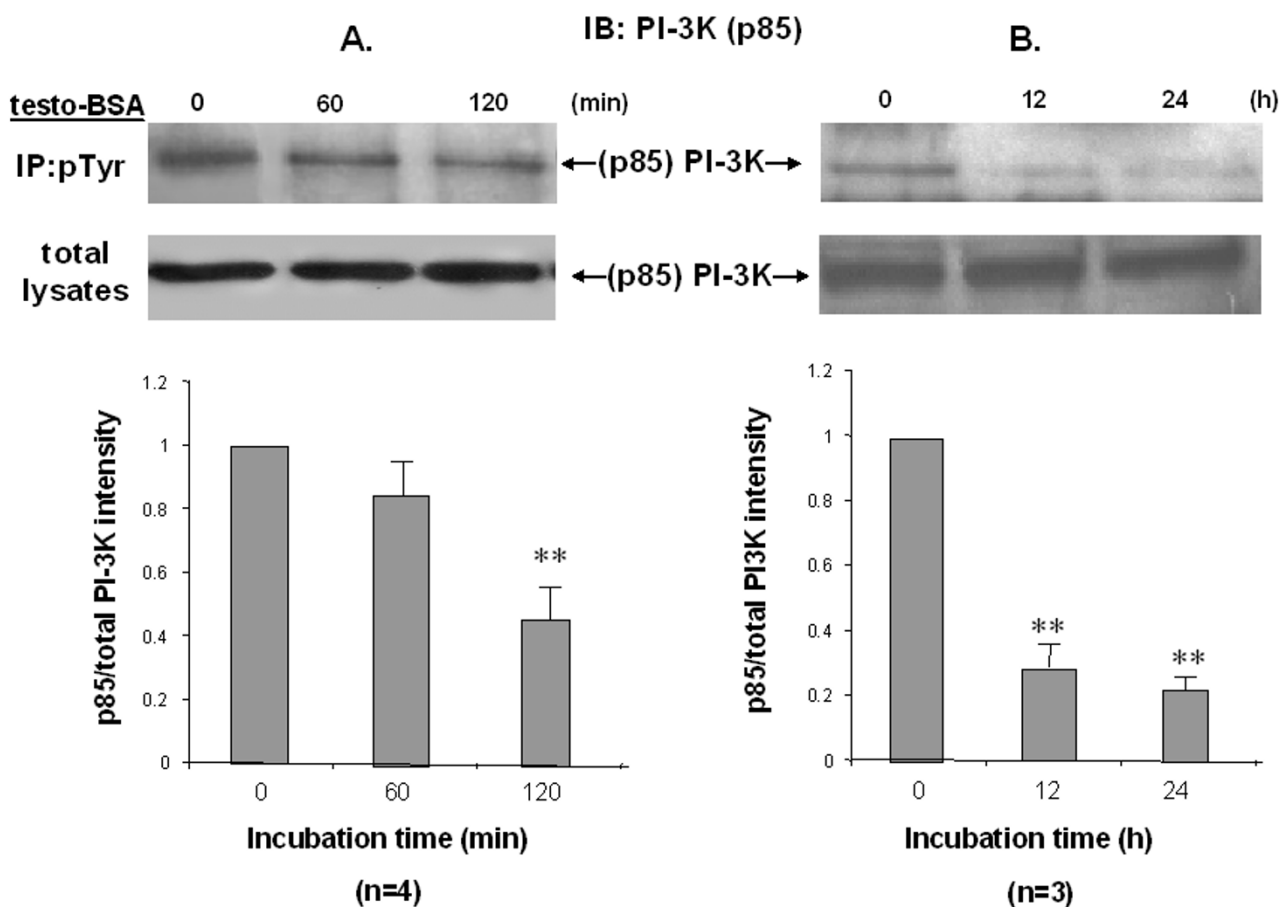 A.
IB: PI-3K (p85)
B.
testo-BSA 0 60 120 (min)
0 12 24 (h)
IP:pTyr
(p85) PI-3K
total
lysates
(p85) PI-3K
p85/total PI-3K intensity
1.2
1
0.8
0.6
0.4
0.2
0
**
0 60 120
Incubation time (min)
(n=4)
p85/total PI3K intensity
1.2
1
0.8
0.6
0.4
0.2
0
**
**
0 12 24
Incubation time (h)
(n=3)